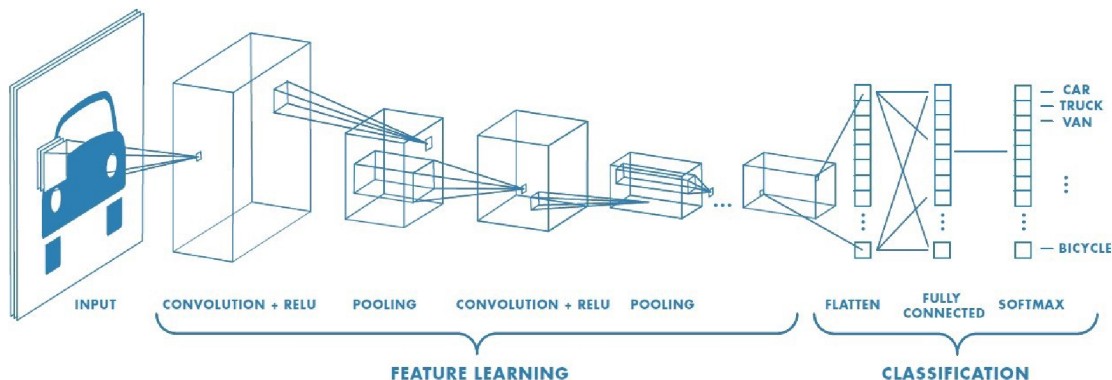 CAR
TRUCK
VAN
BICYCLE
INPUT
CONVOLUTION + RELU
POOLING
CONVOLUTION + RELU
POOLING
FLATTEN
FULLY
CONNECTED
SOFTMAX
FEATURE LEARNING
CLASSIFICATION